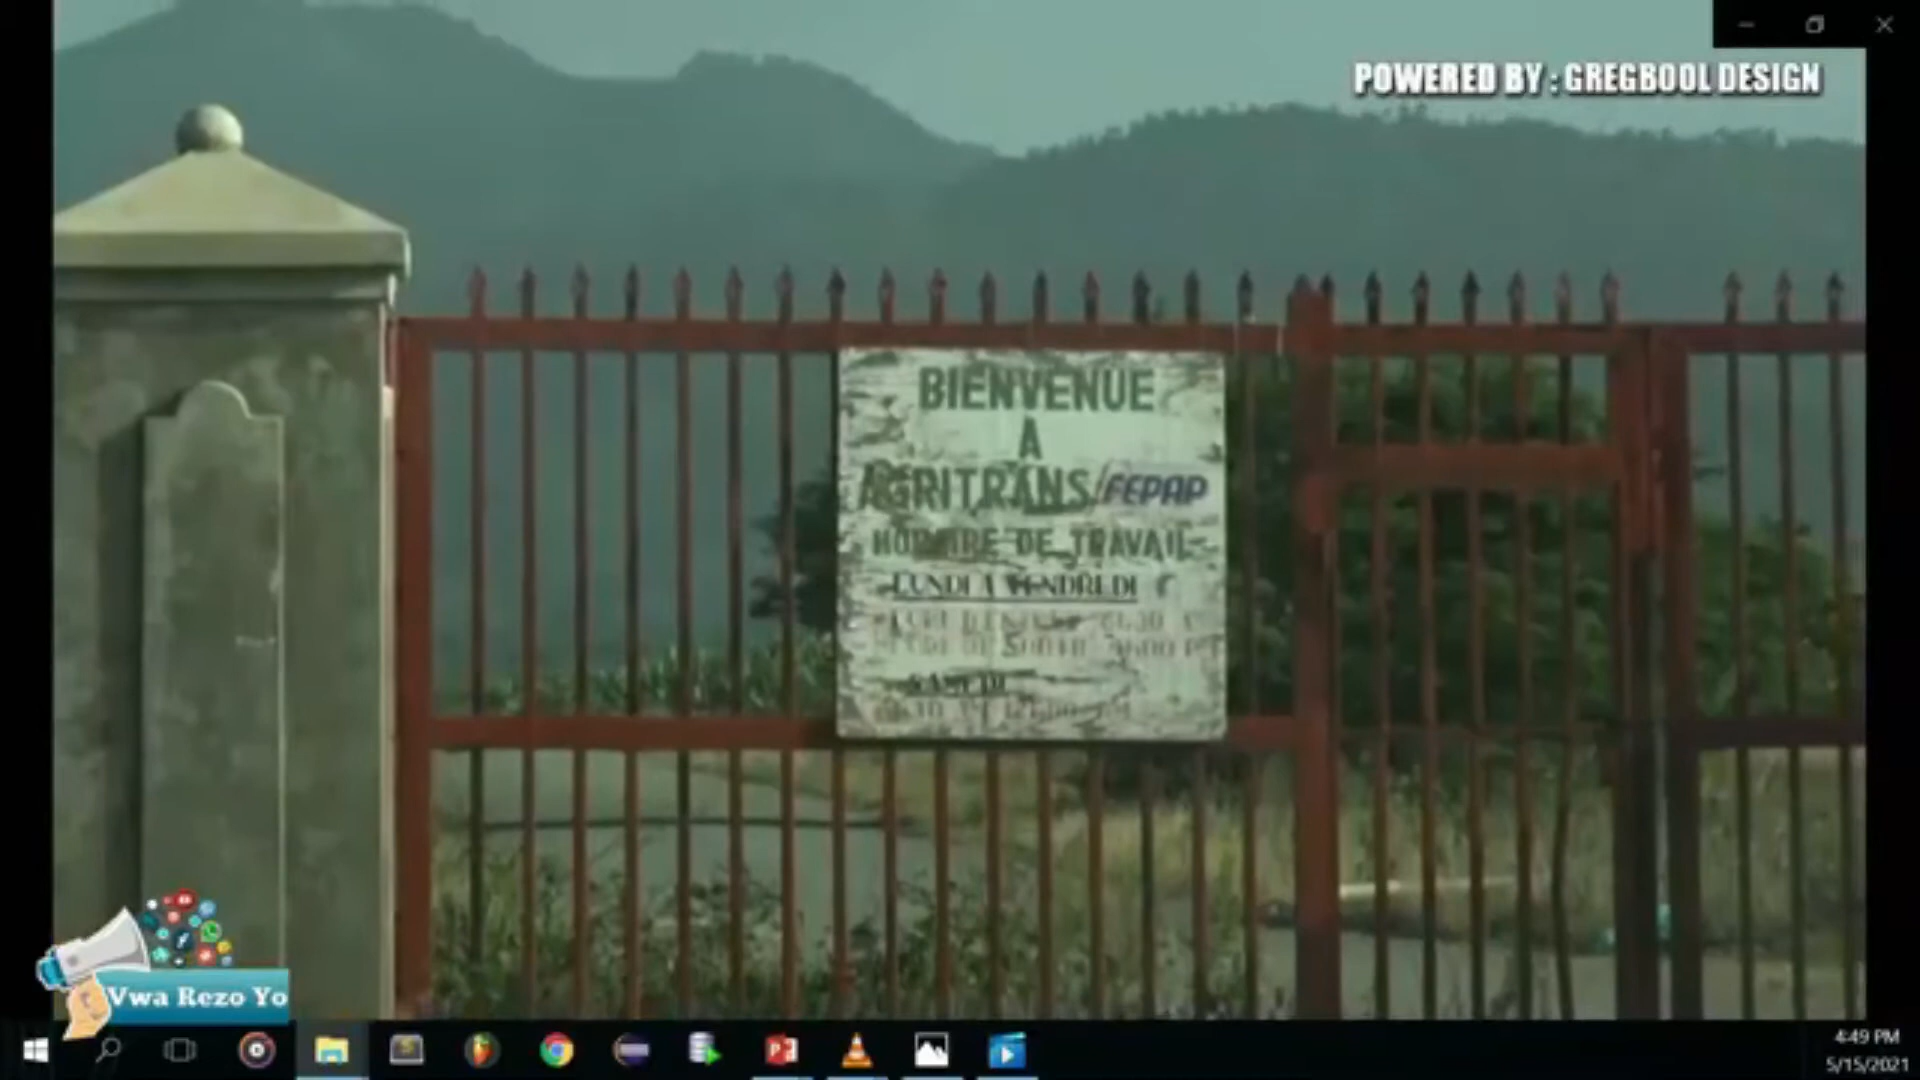 POWERED BY : GREGBOOL DESIGN
BIENVENUE
A
AGRITRANS/FEPAP
HORAIRE DE TRAVAIL
LUNDI A VENDREDI
SAMEDI
Vwa Rezo Yo
4:49 PM
5/15/2021